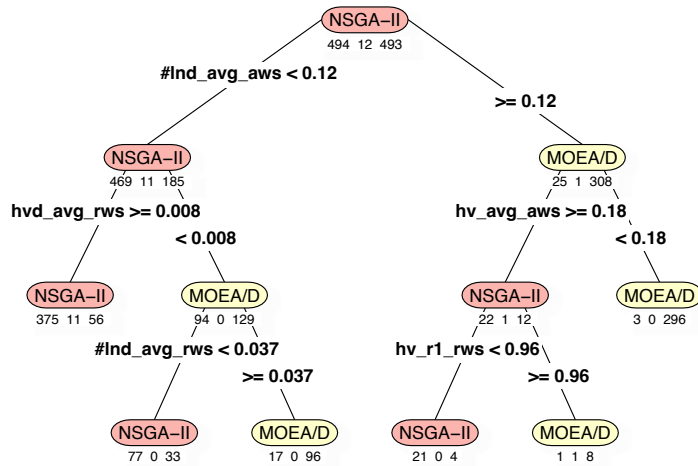 NSGA−II
494 12 493
#lnd_avg_aws < 0.12
>= 0.12
NSGA−II
469 11 185
MOEA/D
25 1 308
hvd_avg_rws >= 0.008
< 0.008
hv_avg_aws >= 0.18
< 0.18
NSGA−II
375 11 56
MOEA/D
94 0 129
NSGA−II
22 1 12
MOEA/D
3 0 296
#lnd_avg_rws < 0.037
>= 0.037
hv_r1_rws < 0.96
>= 0.96
NSGA−II
77 0 33
MOEA/D
17 0 96
NSGA−II
21 0 4
MOEA/D
1 1 8